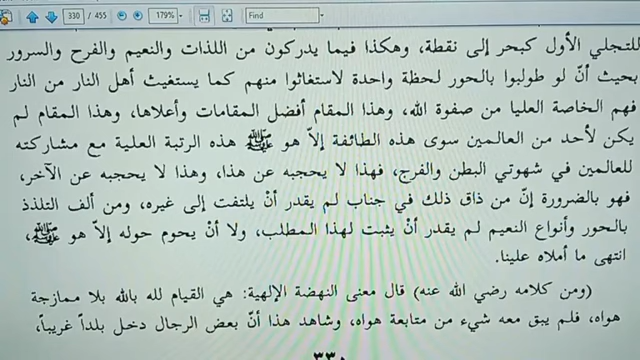 330 / 455
179%
Find
للتجلي الأول كبحر إلى نقطة، وهكذا فيما يدركون من اللذات والنعيم والفرح والسرور
بحيث أنّ لو طولبوا بالحور لحظة واحدة لاستغاثوا منهم كما يستغيث أهل النار من النار
فهم الخاصة العليا من صفوة الله، وهذا المقام أفضل المقامات وأعلاها، وهذا المقام لم
يكن لأحد من العالمين سوى هذه الطائفة إلاّ هو ﷺ هذه الرتبة العلية مع مشاركته
للعالمين في شهوتي البطن والفرج، فهذا لا يحجبه عن هذا، وهذا لا يحجبه عن الآخر،
فهو بالضرورة إنّ من ذاق ذلك في جناب لم يقدر أنْ يلتفت إلى غيره، ومن ألف التلذذ
بالحور وأنواع النعيم لم يقدر أنْ يثبت لهذا المطلب، ولا أنْ يحوم حوله إلاّ هو ﷺ،
انتهى ما أملاه علينا.
(ومن كلامه رضي الله عنه) قال معنى النهضة الإلهية: هي القيام لله بالله بلا ممازجة
هواه، فلم يبق معه شيء من متابعة هواه، وشاهد هذا أنّ بعض الرجال دخل بلداً غريباً،
٣٣٠